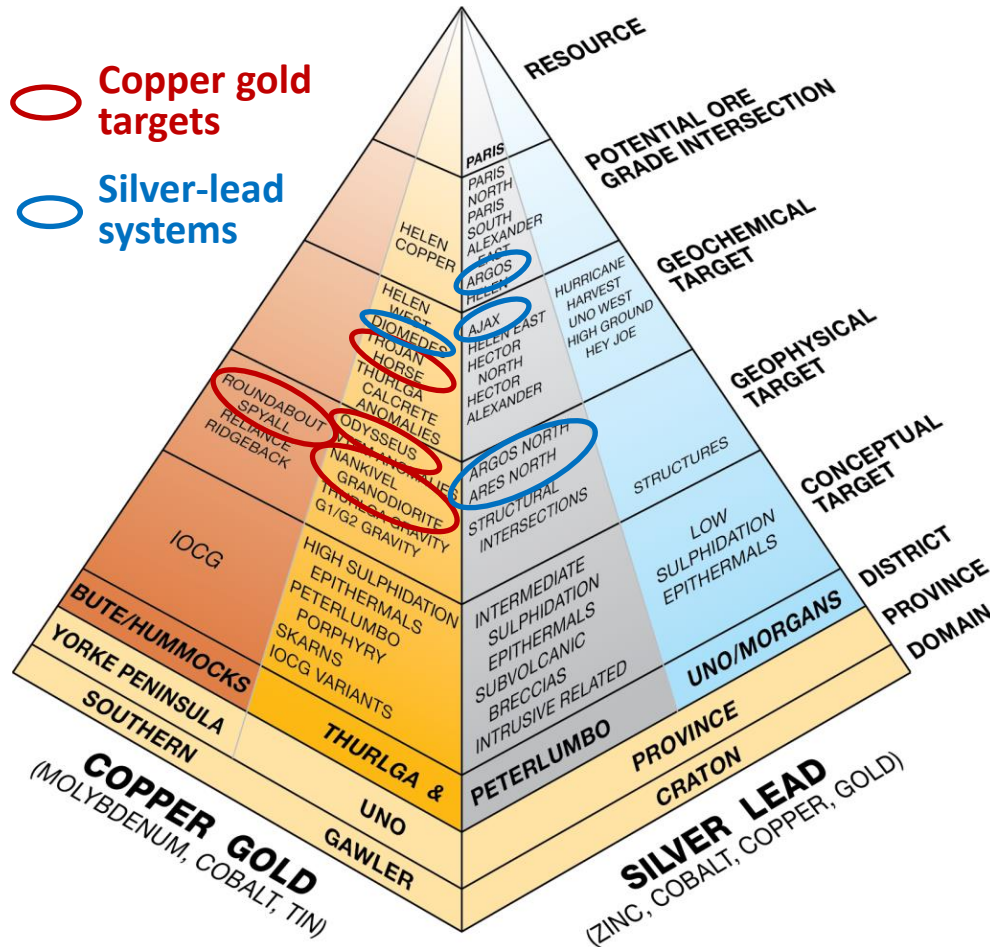 Copper gold
targets
Silver-lead
systems
RESOURCE
POTENTIAL ORE
GRADE INTERSECTION
GEOCHEMICAL
TARGET
GEOPHYSICAL
TARGET
CONCEPTUAL
TARGET
DISTRICT
PROVINCE
DOMAIN
PARIS
HELEN
COPPER
PARIS
NORTH
PARIS
SOUTH
ALEXANDER
EAST
ARGOS
HELEN
HELEN
WEST
DIOMEDES
TROJAN
HORSE
THURLGA
CALCRETE
ANOMALIES
AJAX
HELEN EAST
HECTOR
NORTH
HECTOR
ALEXANDER
HURRICANE
HARVEST
UNO WEST
HIGH GROUND
HEY JOE
ROUNDABOUT
SPYALL
RELIANCE
RIDGEBACK
ODYSSEUS
VTEM ANOMALIES
NANKIVEL
GRANODIORITE
THURLGA GRAVITY
G1/G2 GRAVITY
ARGOS NORTH
ARES NORTH
STRUCTURAL
INTERSECTIONS
STRUCTURES
IOCG
HIGH SULPHIDATION
EPITHERMALS
PETERLUMBO
PORPHYRY
SKARNS
IOCG VARIANTS
INTERMEDIATE
SULPHIDATION
EPITHERMALS
SUBVOLCANIC
BRECCIAS
INTRUSIVE RELATED
LOW
SULPHIDATION
EPITHERMALS
BUTE/HUMMOCKS
THURLGA &
PETERLUMBO
UNO/MORGANS
YORKE PENINSULA
UNO
PROVINCE
SOUTHERN
GAWLER
CRATON
COPPER GOLD
(MOLYBDENUM, COBALT, TIN)
SILVER LEAD
(ZINC, COBALT, COPPER, GOLD)